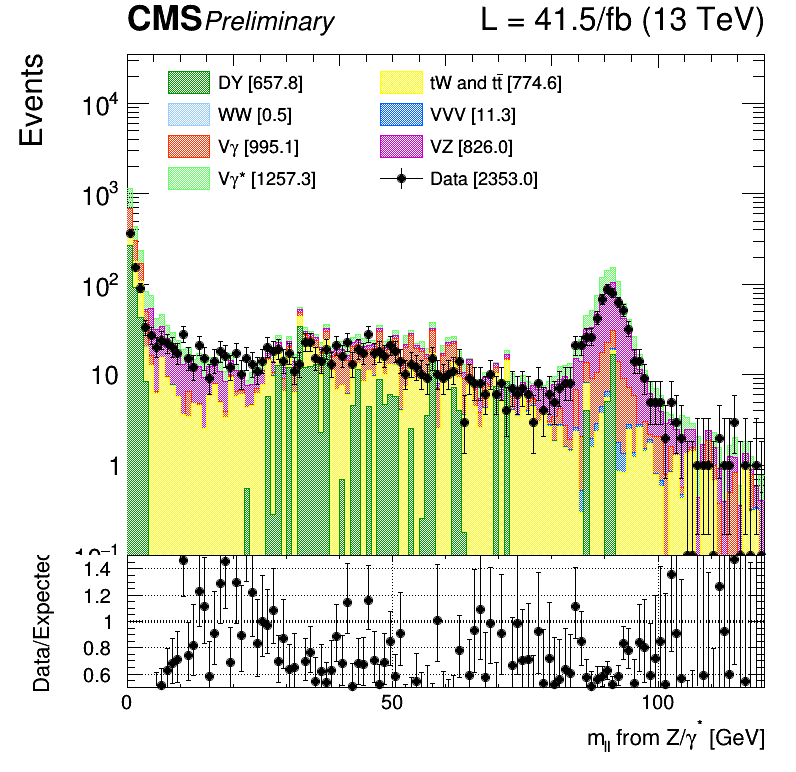 CMS Preliminary L = 41.5/fb (13 TeV)
Events
DY [657.8] tW and tt̄ [774.6]
WW [0.5] VVV [11.3]
Vγ [995.1] VZ [826.0]
Vγ* [1257.3] Data [2353.0]
10⁴
10³
10²
10
1
10⁻¹
Data/Expected
1.4
1.2
1
0.8
0.6
0 50 100
m_ll from Z/γ* [GeV]